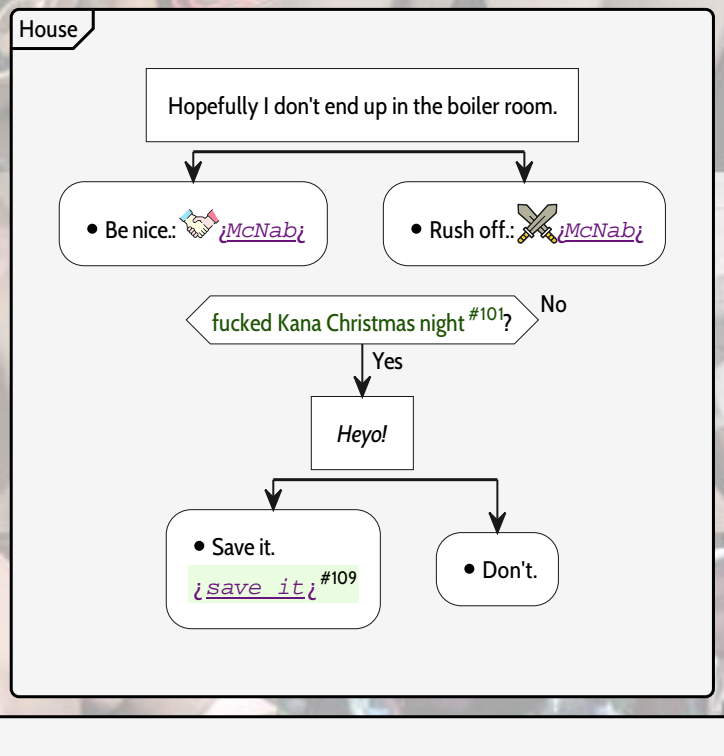 House
Hopefully I don't end up in the boiler room.
• Be nice.: ¿McNab¿
• Rush off.: ¿McNab¿
fucked Kana Christmas night #101?
No
Yes
Heyo!
• Save it.
¿save it¿ #109
• Don't.